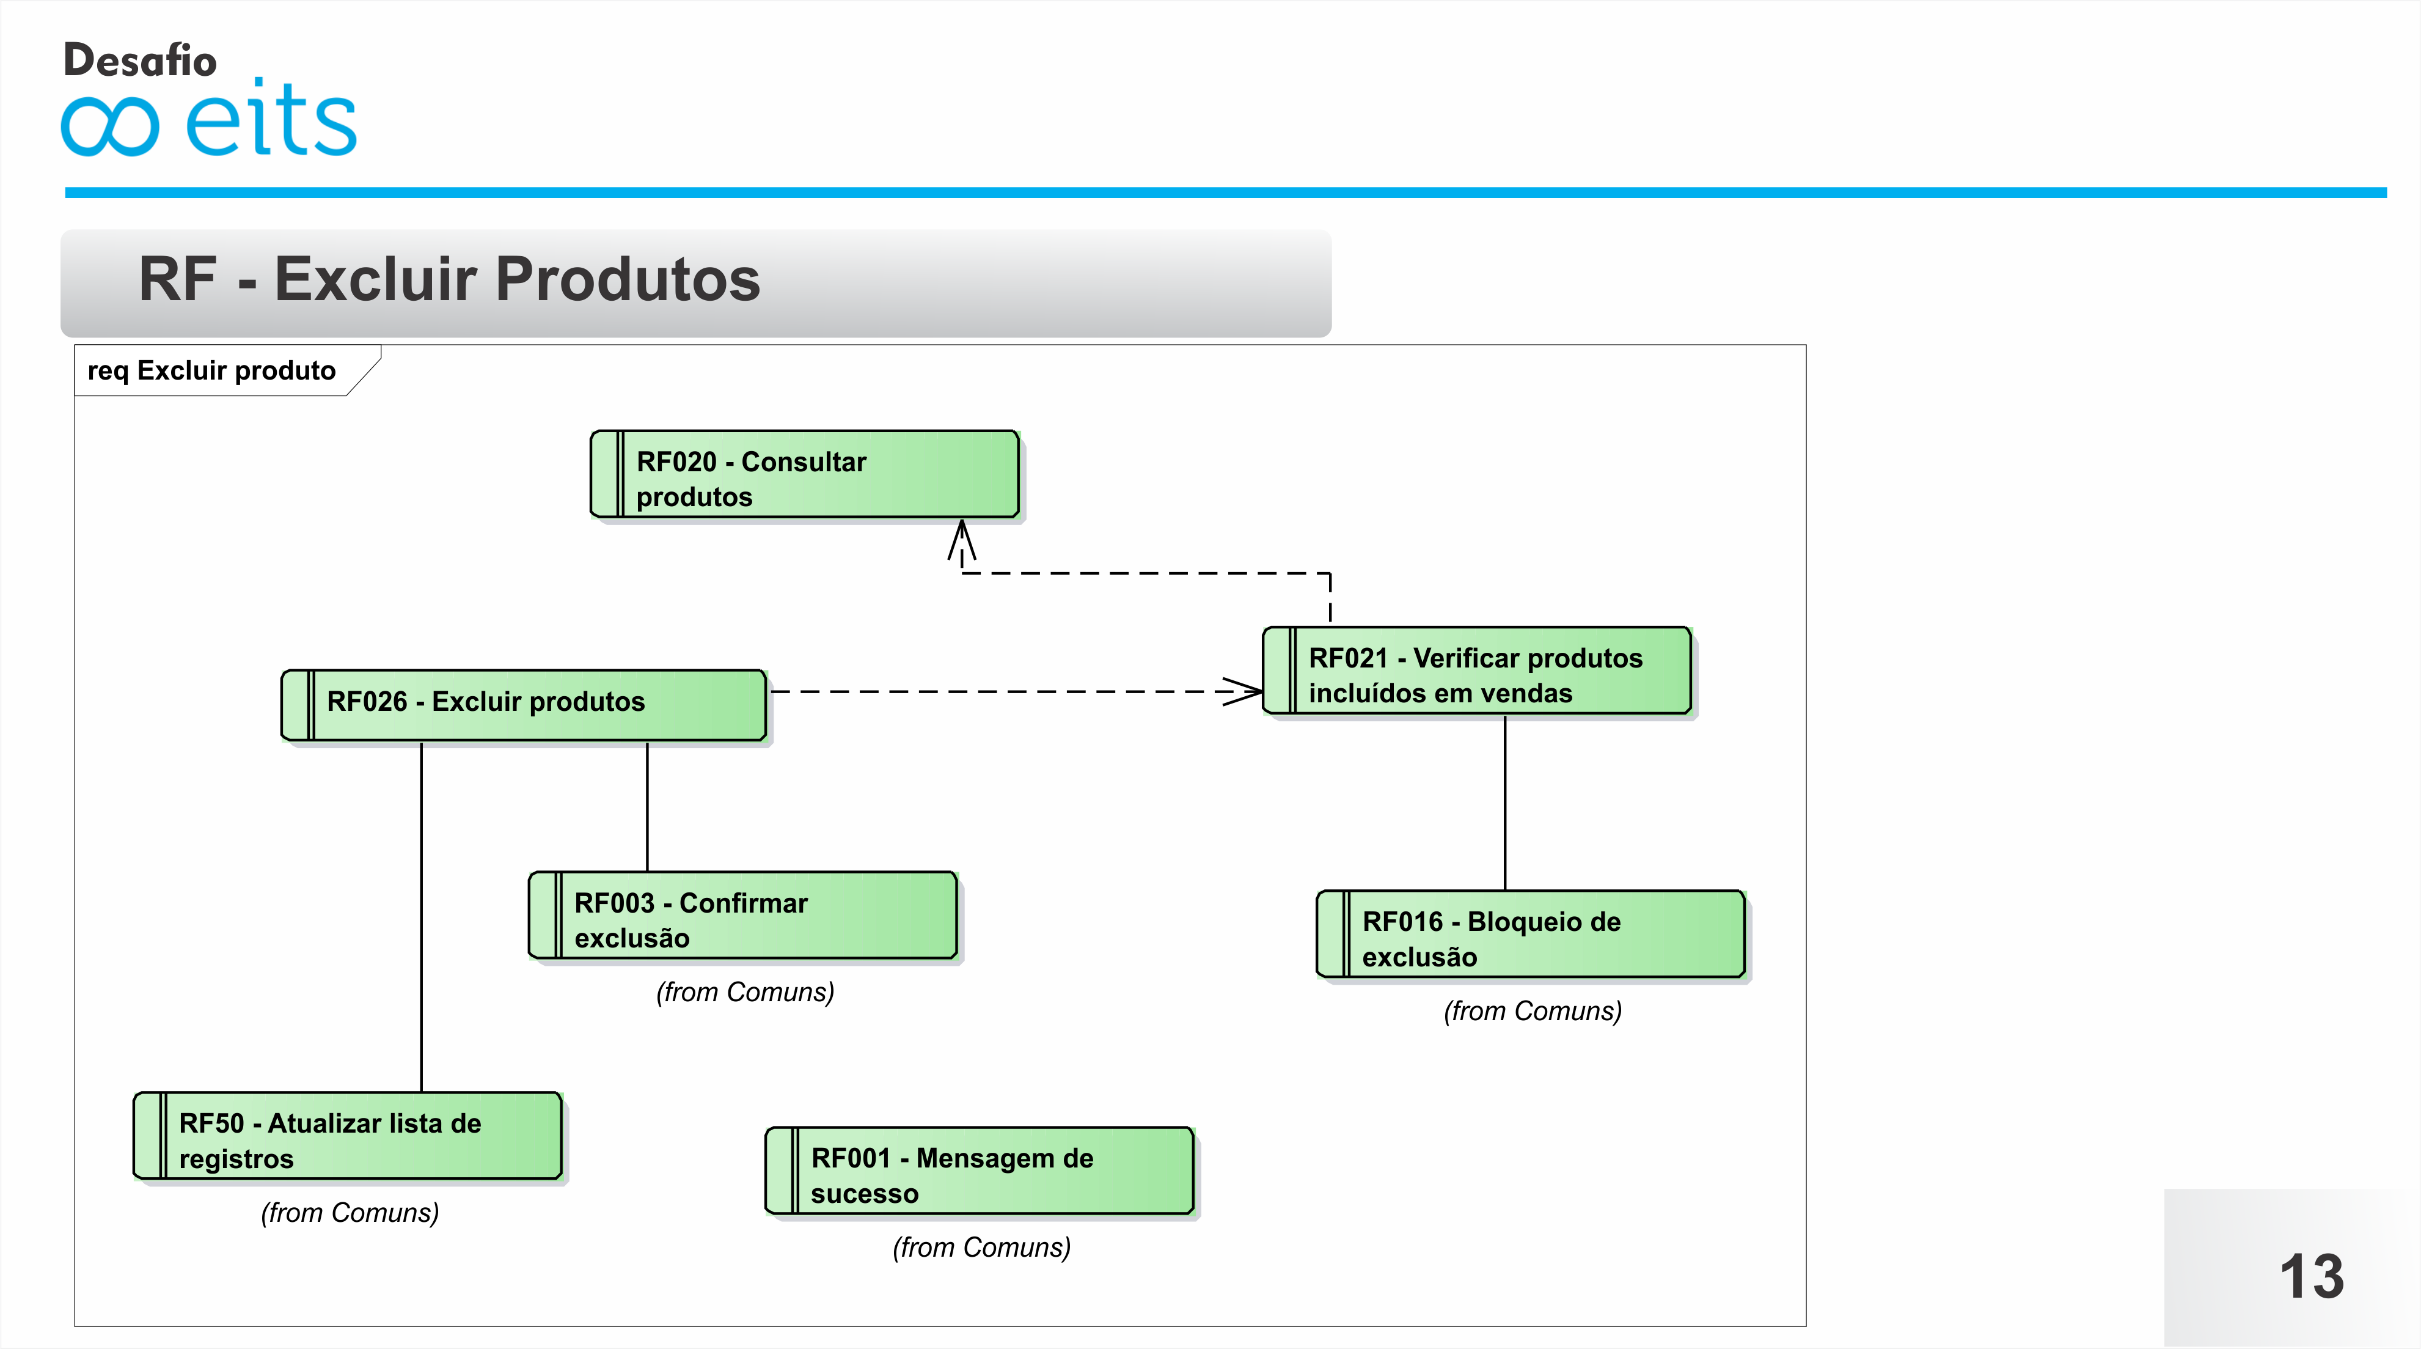 Desafio
eits
RF - Excluir Produtos
req Excluir produto
RF020 - Consultar
produtos
RF021 - Verificar produtos
incluídos em vendas
RF026 - Excluir produtos
RF003 - Confirmar
exclusão
(from Comuns)
RF016 - Bloqueio de
exclusão
(from Comuns)
RF50 - Atualizar lista de
registros
(from Comuns)
RF001 - Mensagem de
sucesso
(from Comuns)
13